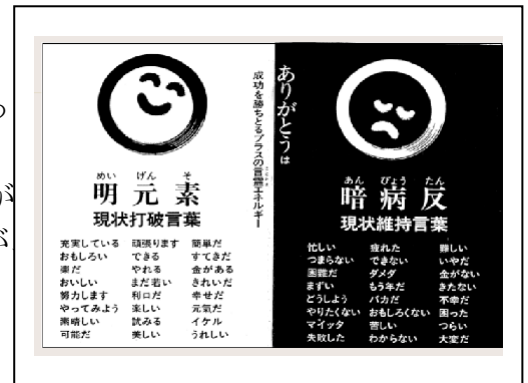 が
ありがとうは
成功を勝ちとるプラスの言霊エネルギー
めい げん そ
明元素
現状打破言葉
充実している 頑張ります 簡単だ
おもしろい できる すてきだ
楽だ やれる 金がある
おいしい まだ若い きれいだ
努力します 利口だ 幸せだ
やってみよう 楽しい 元気だ
素晴しい 試みる イケル
可能だ 美しい うれしい
あん びょう たん
暗病反
現状維持言葉
忙しい 疲れた 難しい
つまらない できない いやだ
困難だ ダメダ 金がない
まずい もう年だ きたない
どうしよう バカだ 不幸だ
やりたくない おもしろくない 困った
マイッタ 苦しい つらい
失敗した わからない 大変だ